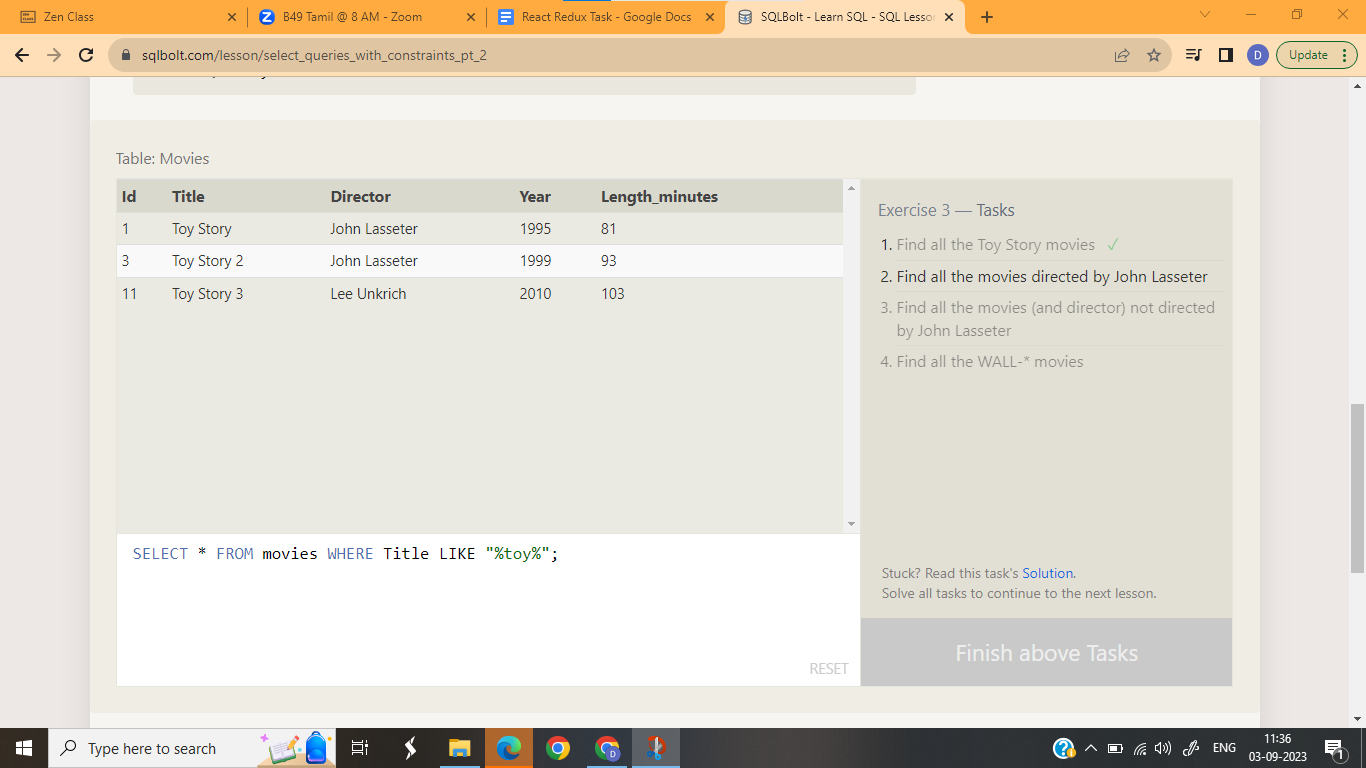 Zen Class
B49 Tamil @ 8 AM - Zoom
React Redux Task - Google Docs
SQLBolt - Learn SQL - SQL Lesso
sqlbolt.com/lesson/select_queries_with_constraints_pt_2
D
Update
Table: Movies
Id Title Director Year Length_minutes
1 Toy Story John Lasseter 1995 81
3 Toy Story 2 John Lasseter 1999 93
11 Toy Story 3 Lee Unkrich 2010 103
SELECT * FROM movies WHERE Title LIKE "%toy%";
RESET
Exercise 3 — Tasks
1. Find all the Toy Story movies ✓
2. Find all the movies directed by John Lasseter
3. Find all the movies (and director) not directed
by John Lasseter
4. Find all the WALL-* movies
Stuck? Read this task's Solution.
Solve all tasks to continue to the next lesson.
Finish above Tasks
Type here to search
ENG
11:36
03-09-2023
1